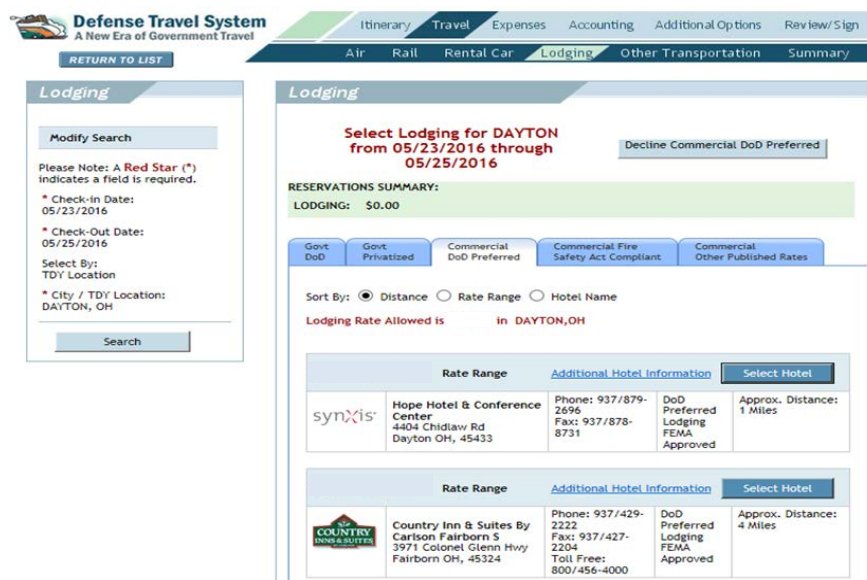 Defense Travel System
A New Era of Government Travel
Itinerary Travel Expenses Accounting Additional Options Review/Sign
RETURN TO LIST
Air Rail Rental Car Lodging Other Transportation Summary
Lodging
Modify Search
Please Note: A Red Star (*)
indicates a field is required.
* Check-in Date:
05/23/2016
* Check-Out Date:
05/25/2016
Select By:
TDY Location
* City / TDY Location:
DAYTON, OH
Search
Lodging
Select Lodging for DAYTON
from 05/23/2016 through
05/25/2016
Decline Commercial DoD Preferred
RESERVATIONS SUMMARY:
LODGING: $0.00
Govt
DoD
Govt
Privatized
Commercial
DoD Preferred
Commercial Fire
Safety Act Compliant
Commercial
Other Published Rates
Sort By: Distance Rate Range Hotel Name
Lodging Rate Allowed is in DAYTON,OH
Rate Range Additional Hotel Information Select Hotel
synxis
Hope Hotel & Conference
Center
4404 Chidlaw Rd
Dayton OH, 45433
Phone: 937/879-
2696
Fax: 937/878-
8731
DoD
Preferred
Lodging
FEMA
Approved
Approx. Distance:
1 Miles
Rate Range Additional Hotel Information Select Hotel
COUNTRY
INNS & SUITES
Country Inn & Suites By
Carlson Fairborn S
3971 Colonel Glenn Hwy
Fairborn OH, 45324
Phone: 937/429-
2222
Fax: 937/427-
2204
Toll Free:
800/456-4000
DoD
Preferred
Lodging
FEMA
Approved
Approx. Distance:
4 Miles